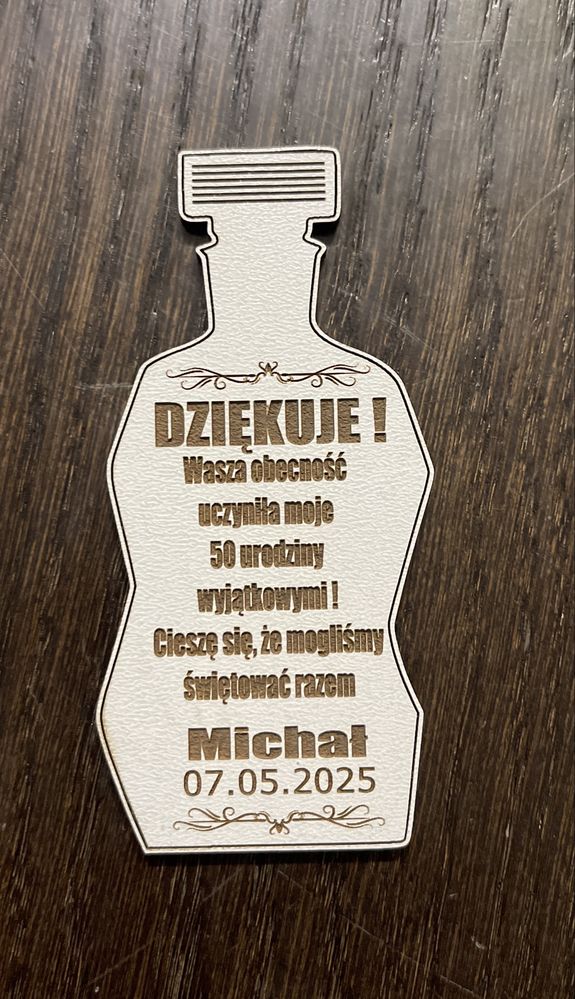 DZIĘKUJE !
Wasza obecność
uczyniła moje
50 urodziny
wyjątkowymi !
Cieszę się, że mogliśmy
świętować razem
Michał
07.05.2025